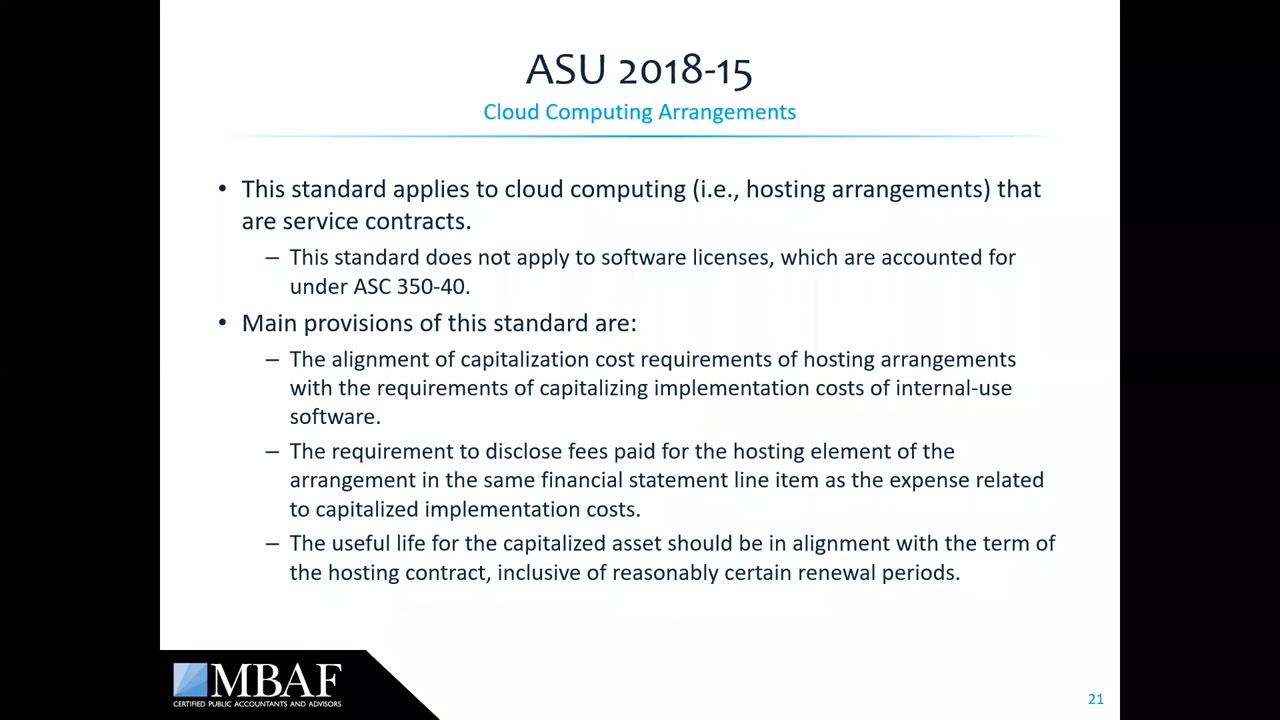 ASU 2018-15
Cloud Computing Arrangements
• This standard applies to cloud computing (i.e., hosting arrangements) that
are service contracts.
– This standard does not apply to software licenses, which are accounted for
under ASC 350-40.
• Main provisions of this standard are:
– The alignment of capitalization cost requirements of hosting arrangements
with the requirements of capitalizing implementation costs of internal-use
software.
– The requirement to disclose fees paid for the hosting element of the
arrangement in the same financial statement line item as the expense related
to capitalized implementation costs.
– The useful life for the capitalized asset should be in alignment with the term of
the hosting contract, inclusive of reasonably certain renewal periods.
MBAF
CERTIFIED PUBLIC ACCOUNTANTS AND ADVISORS
21